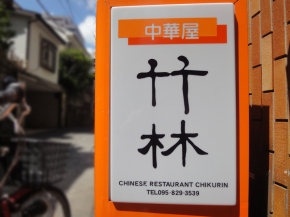 中華屋
竹
林
CHINESE RESTAURANT CHIKURIN
TEL095-829-3539